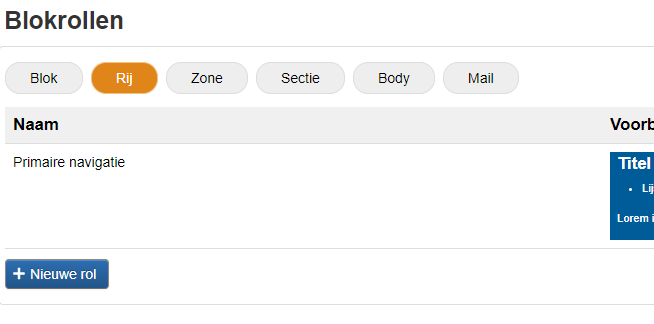 Blokrollen
Blok Rij Zone Sectie Body Mail
Naam
Primaire navigatie
Titel
Nieuwe rol